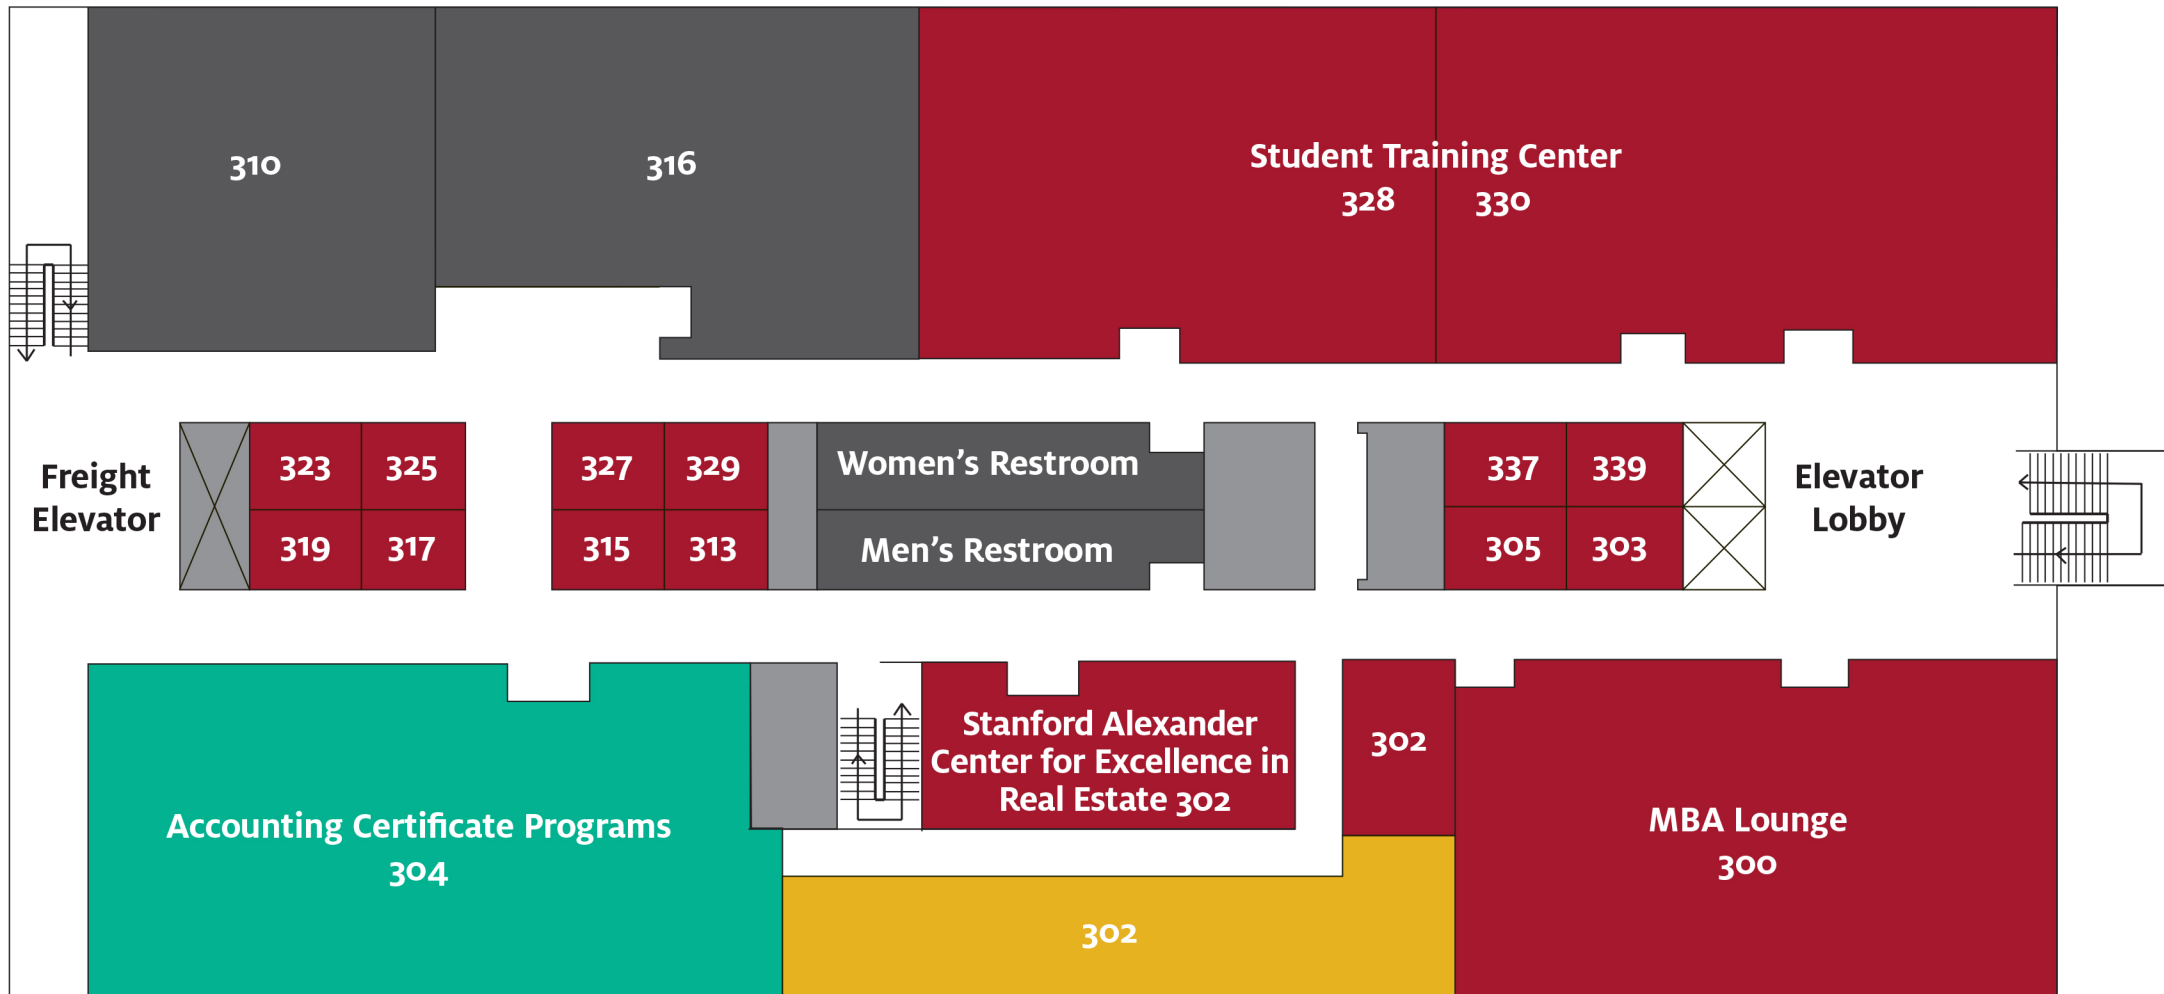 310
316
Student Training Center
328 330
Freight
Elevator
323 325
319 317
327 329
315 313
Women’s Restroom
Men’s Restroom
337 339
305 303
Elevator
Lobby
Accounting Certificate Programs
304
Stanford Alexander
Center for Excellence in
Real Estate 302
302
302
MBA Lounge
300